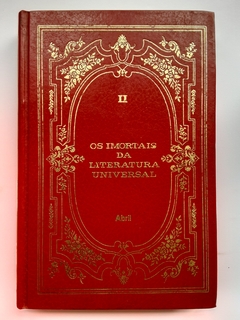 II
OS IMORTAIS
DA
LITERATURA
UNIVERSAL
Abril